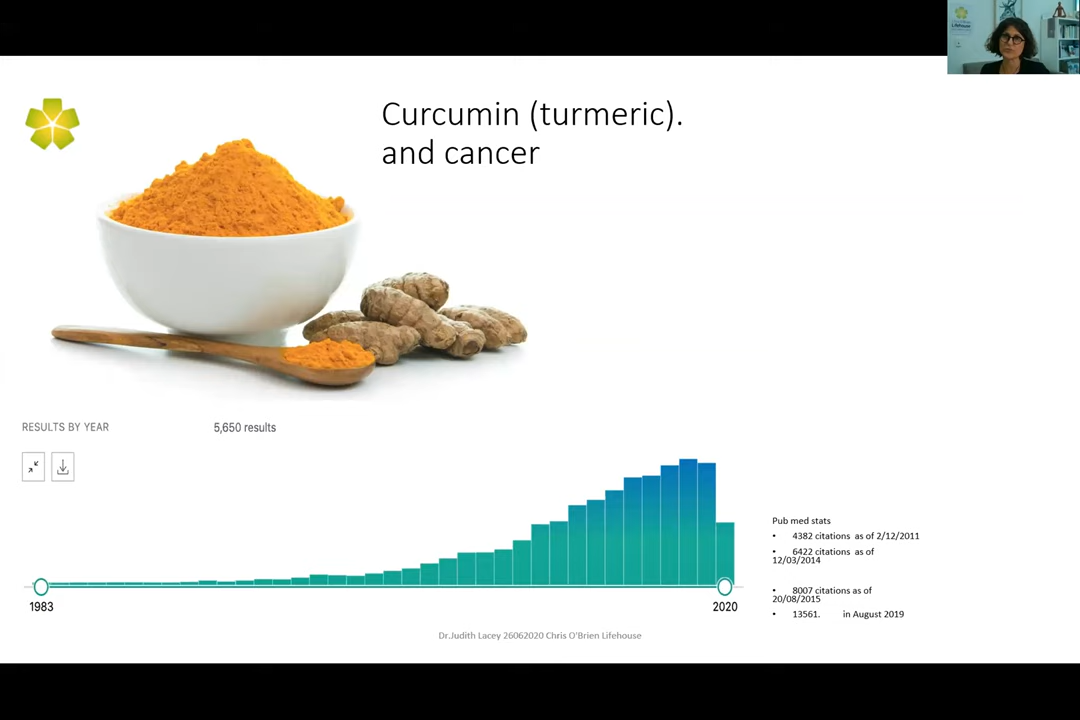 Curcumin (turmeric).
and cancer
RESULTS BY YEAR
5,650 results
1983
2020
Pub med stats
• 4382 citations as of 2/12/2011
• 6422 citations as of
12/03/2014
• 8007 citations as of
20/08/2015
• 13561. in August 2019
Dr.Judith Lacey 26062020 Chris O'Brien Lifehouse